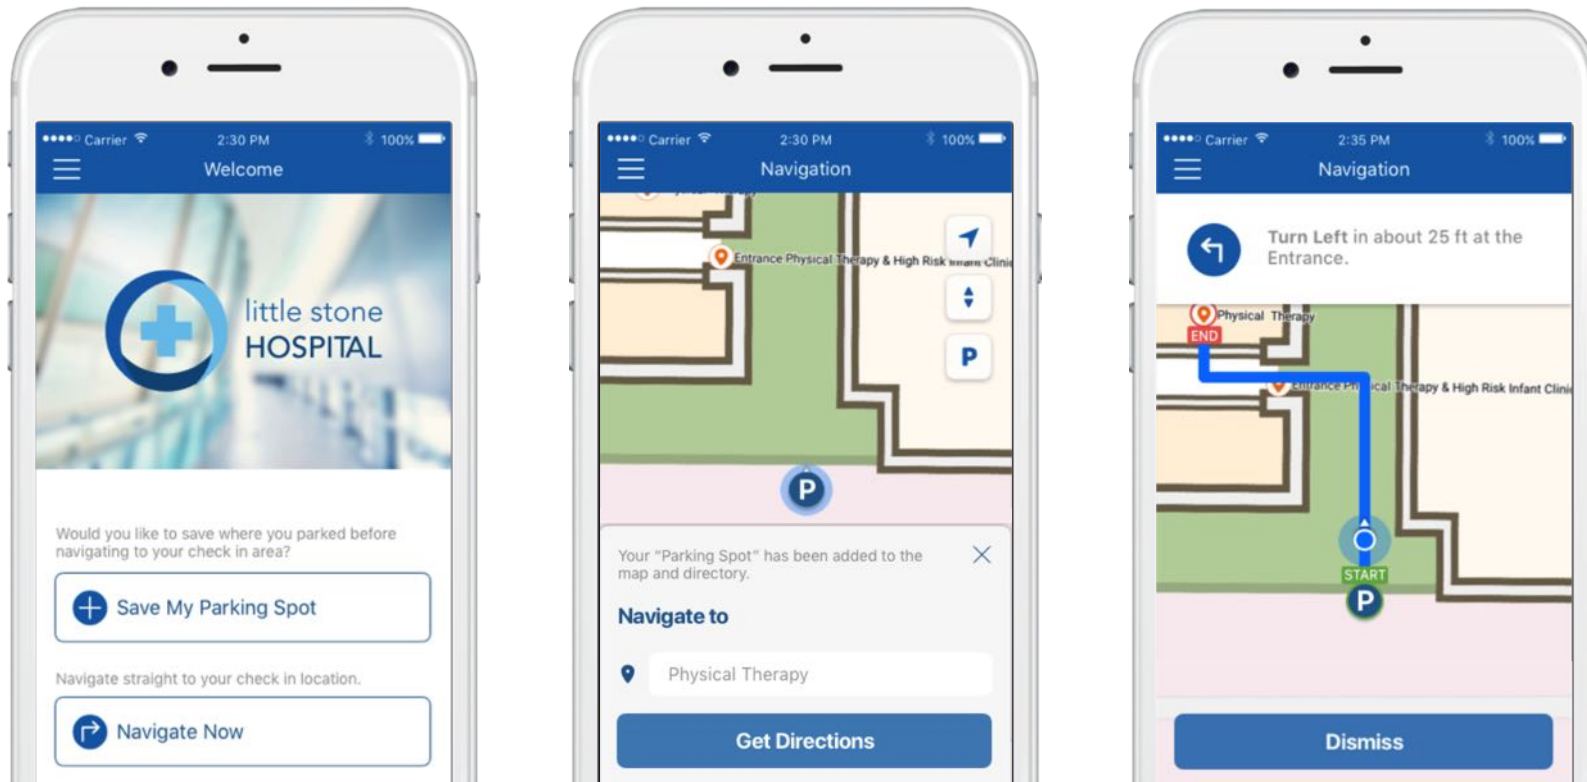 Carrier 2:30 PM 100%
Welcome
little stone
HOSPITAL
Would you like to save where you parked before
navigating to your check in area?
Save My Parking Spot
Navigate straight to your check in location.
Navigate Now
Carrier 2:30 PM 100%
Navigation
Entrance Physical Therapy & High Risk Infant Clinic
P
P
Your "Parking Spot" has been added to the
map and directory.
Navigate to
Physical Therapy
Get Directions
Carrier 2:35 PM 100%
Navigation
Turn Left in about 25 ft at the
Entrance.
Physical Therapy
END
Entrance Physical Therapy & High Risk Infant Clinic
START
P
Dismiss